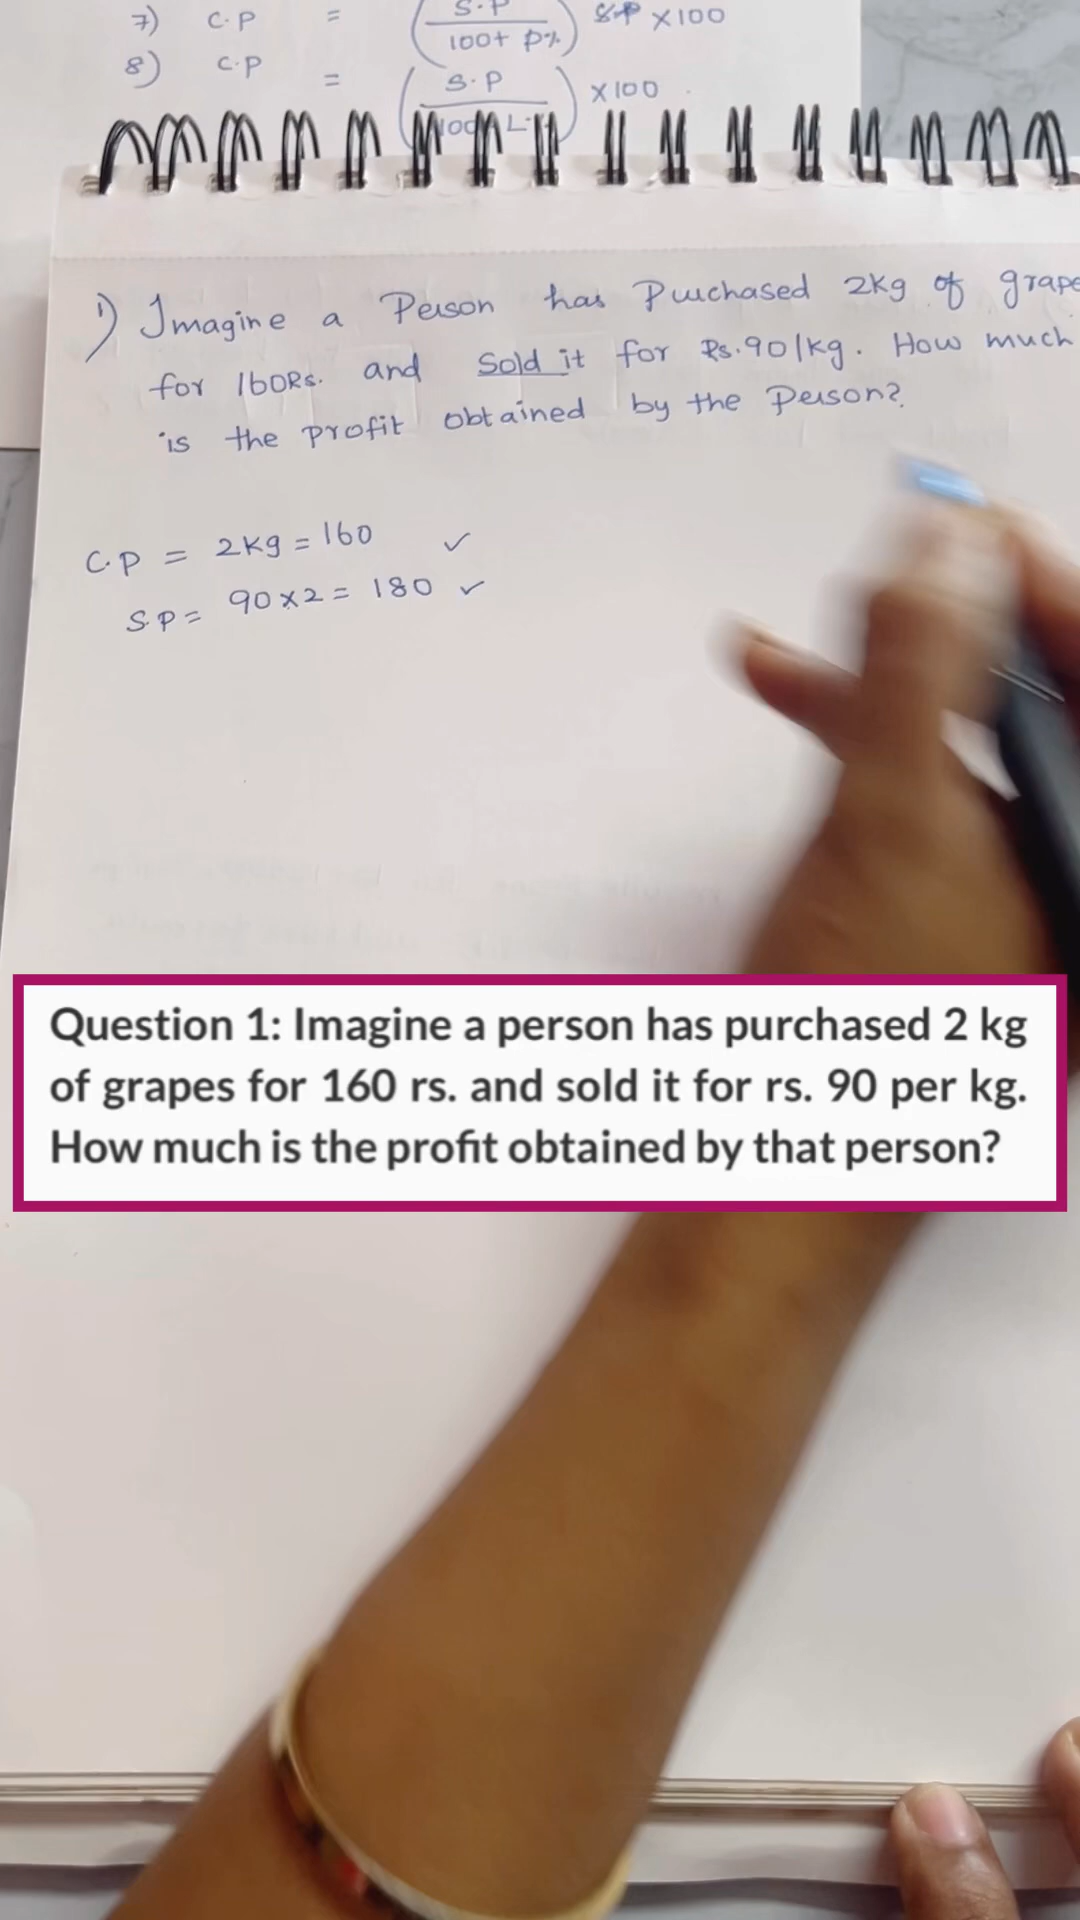 7) C.P = (S.P / 100+ P%) S.P X100
8) C.P = (S.P / 100 L) X100
1) Imagine a Person has Purchased 2kg of grape
for 160Rs. and Sold it for Rs.90/kg. How much
is the Profit obtained by the Person?
C.P = 2kg = 160 ✓
S.P = 90x2 = 180 ✓
Question 1: Imagine a person has purchased 2 kg
of grapes for 160 rs. and sold it for rs. 90 per kg.
How much is the profit obtained by that person?